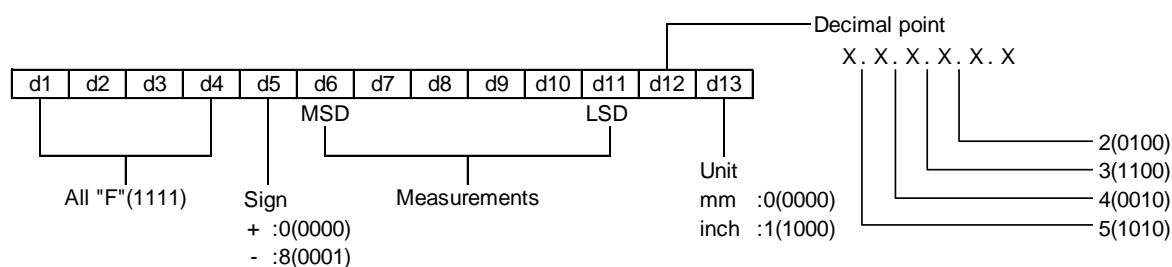 Decimal point
X . X . X . X . X . X
d1 d2 d3 d4 d5 d6 d7 d8 d9 d10 d11 d12 d13
MSD LSD
2(0100)
3(1100)
4(0010)
5(1010)
All "F"(1111)
Sign
+ :0(0000)
- :8(0001)
Measurements
Unit
mm :0(0000)
inch :1(1000)